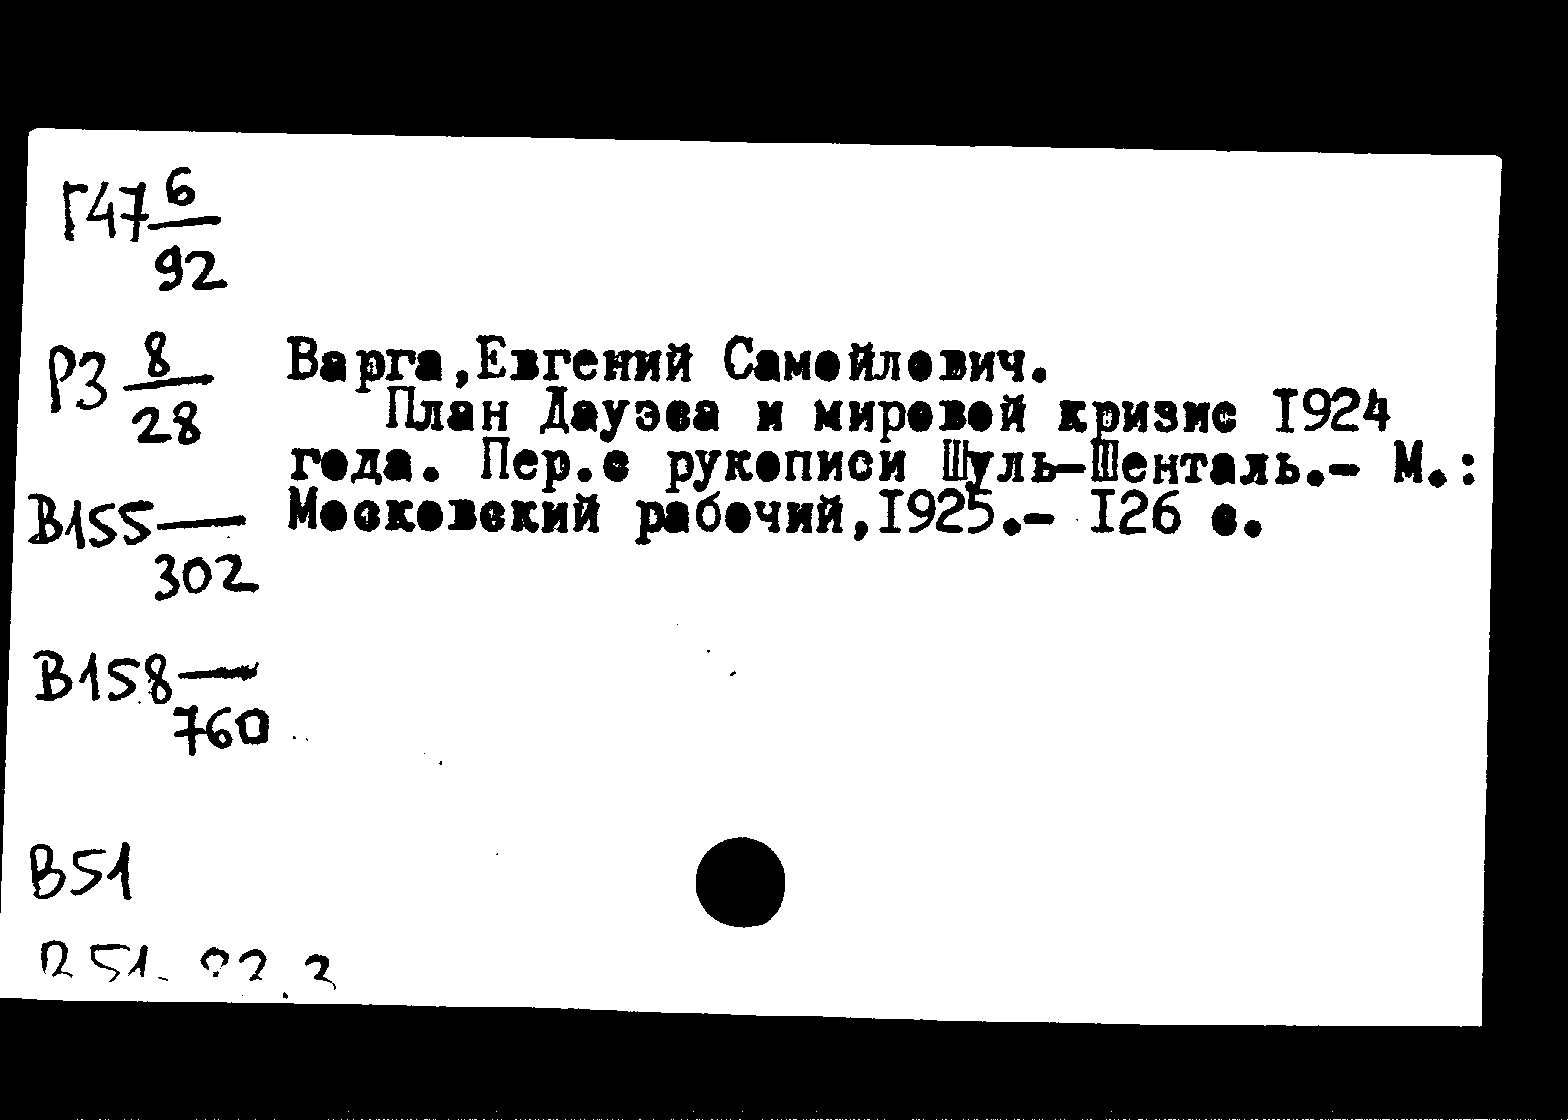 Г47 6/92
Р3 8/28
Варга,Евгений Самойлович.
План Дауэса и мировой кризис 1924
года. Пер.с рукописи Шуль-Шенталь.- М.:
Московский рабочий,1925.- 126 с.
В155 —/302
В158 —/760
В51